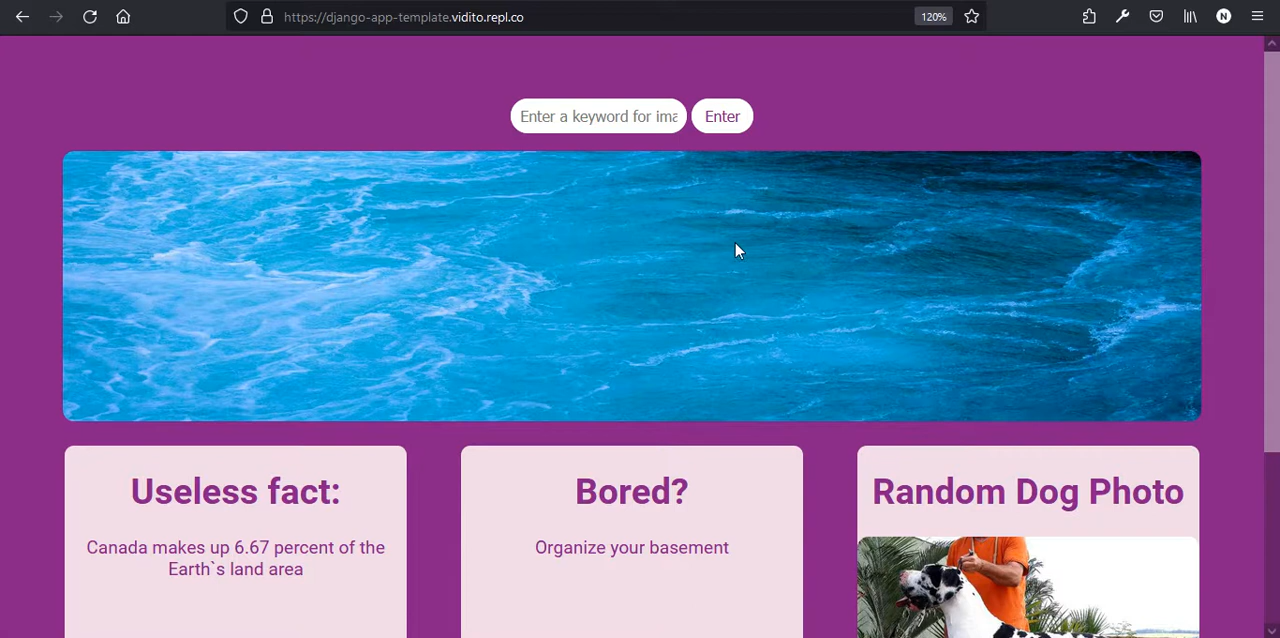 https://django-app-template.vidito.repl.co
120%
N
Enter a keyword for ima
Enter
Useless fact:
Canada makes up 6.67 percent of the
Earth`s land area
Bored?
Organize your basement
Random Dog Photo